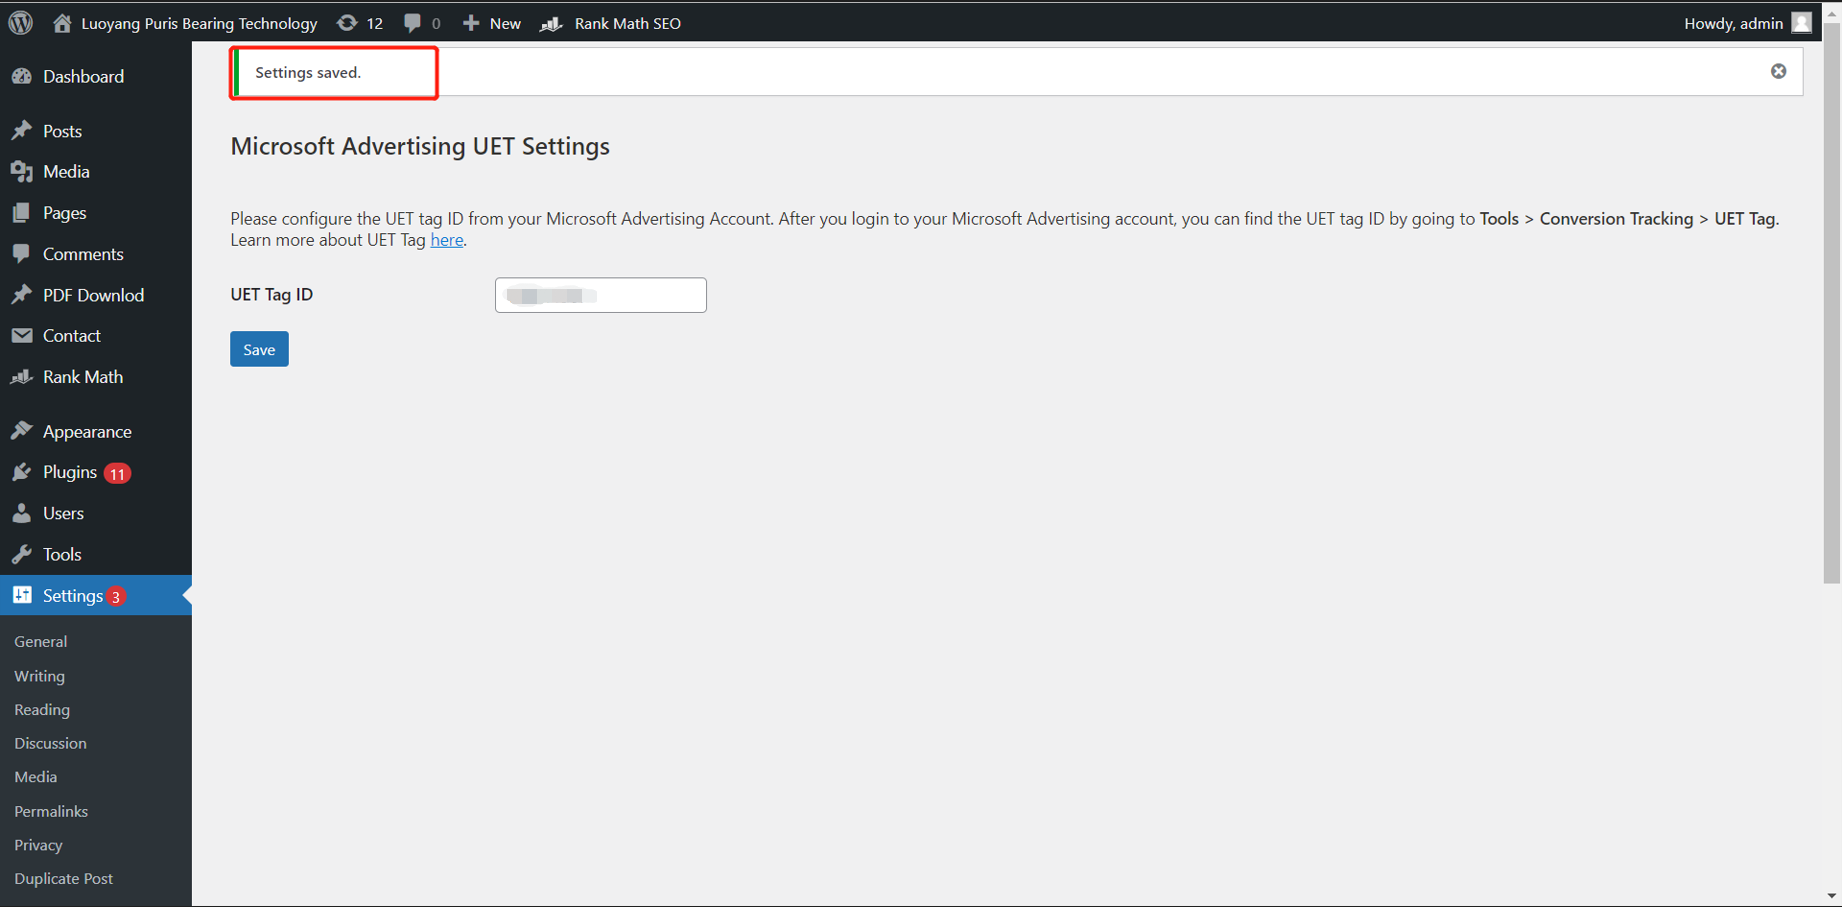 Luoyang Puris Bearing Technology 12 0 New Rank Math SEO Howdy, admin
Dashboard
Posts
Media
Pages
Comments
PDF Downlod
Contact
Rank Math
Appearance
Plugins 11
Users
Tools
Settings 3
General
Writing
Reading
Discussion
Media
Permalinks
Privacy
Duplicate Post
Settings saved.
Microsoft Advertising UET Settings
Please configure the UET tag ID from your Microsoft Advertising Account. After you login to your Microsoft Advertising account, you can find the UET tag ID by going to Tools > Conversion Tracking > UET Tag.
Learn more about UET Tag here.
UET Tag ID
Save